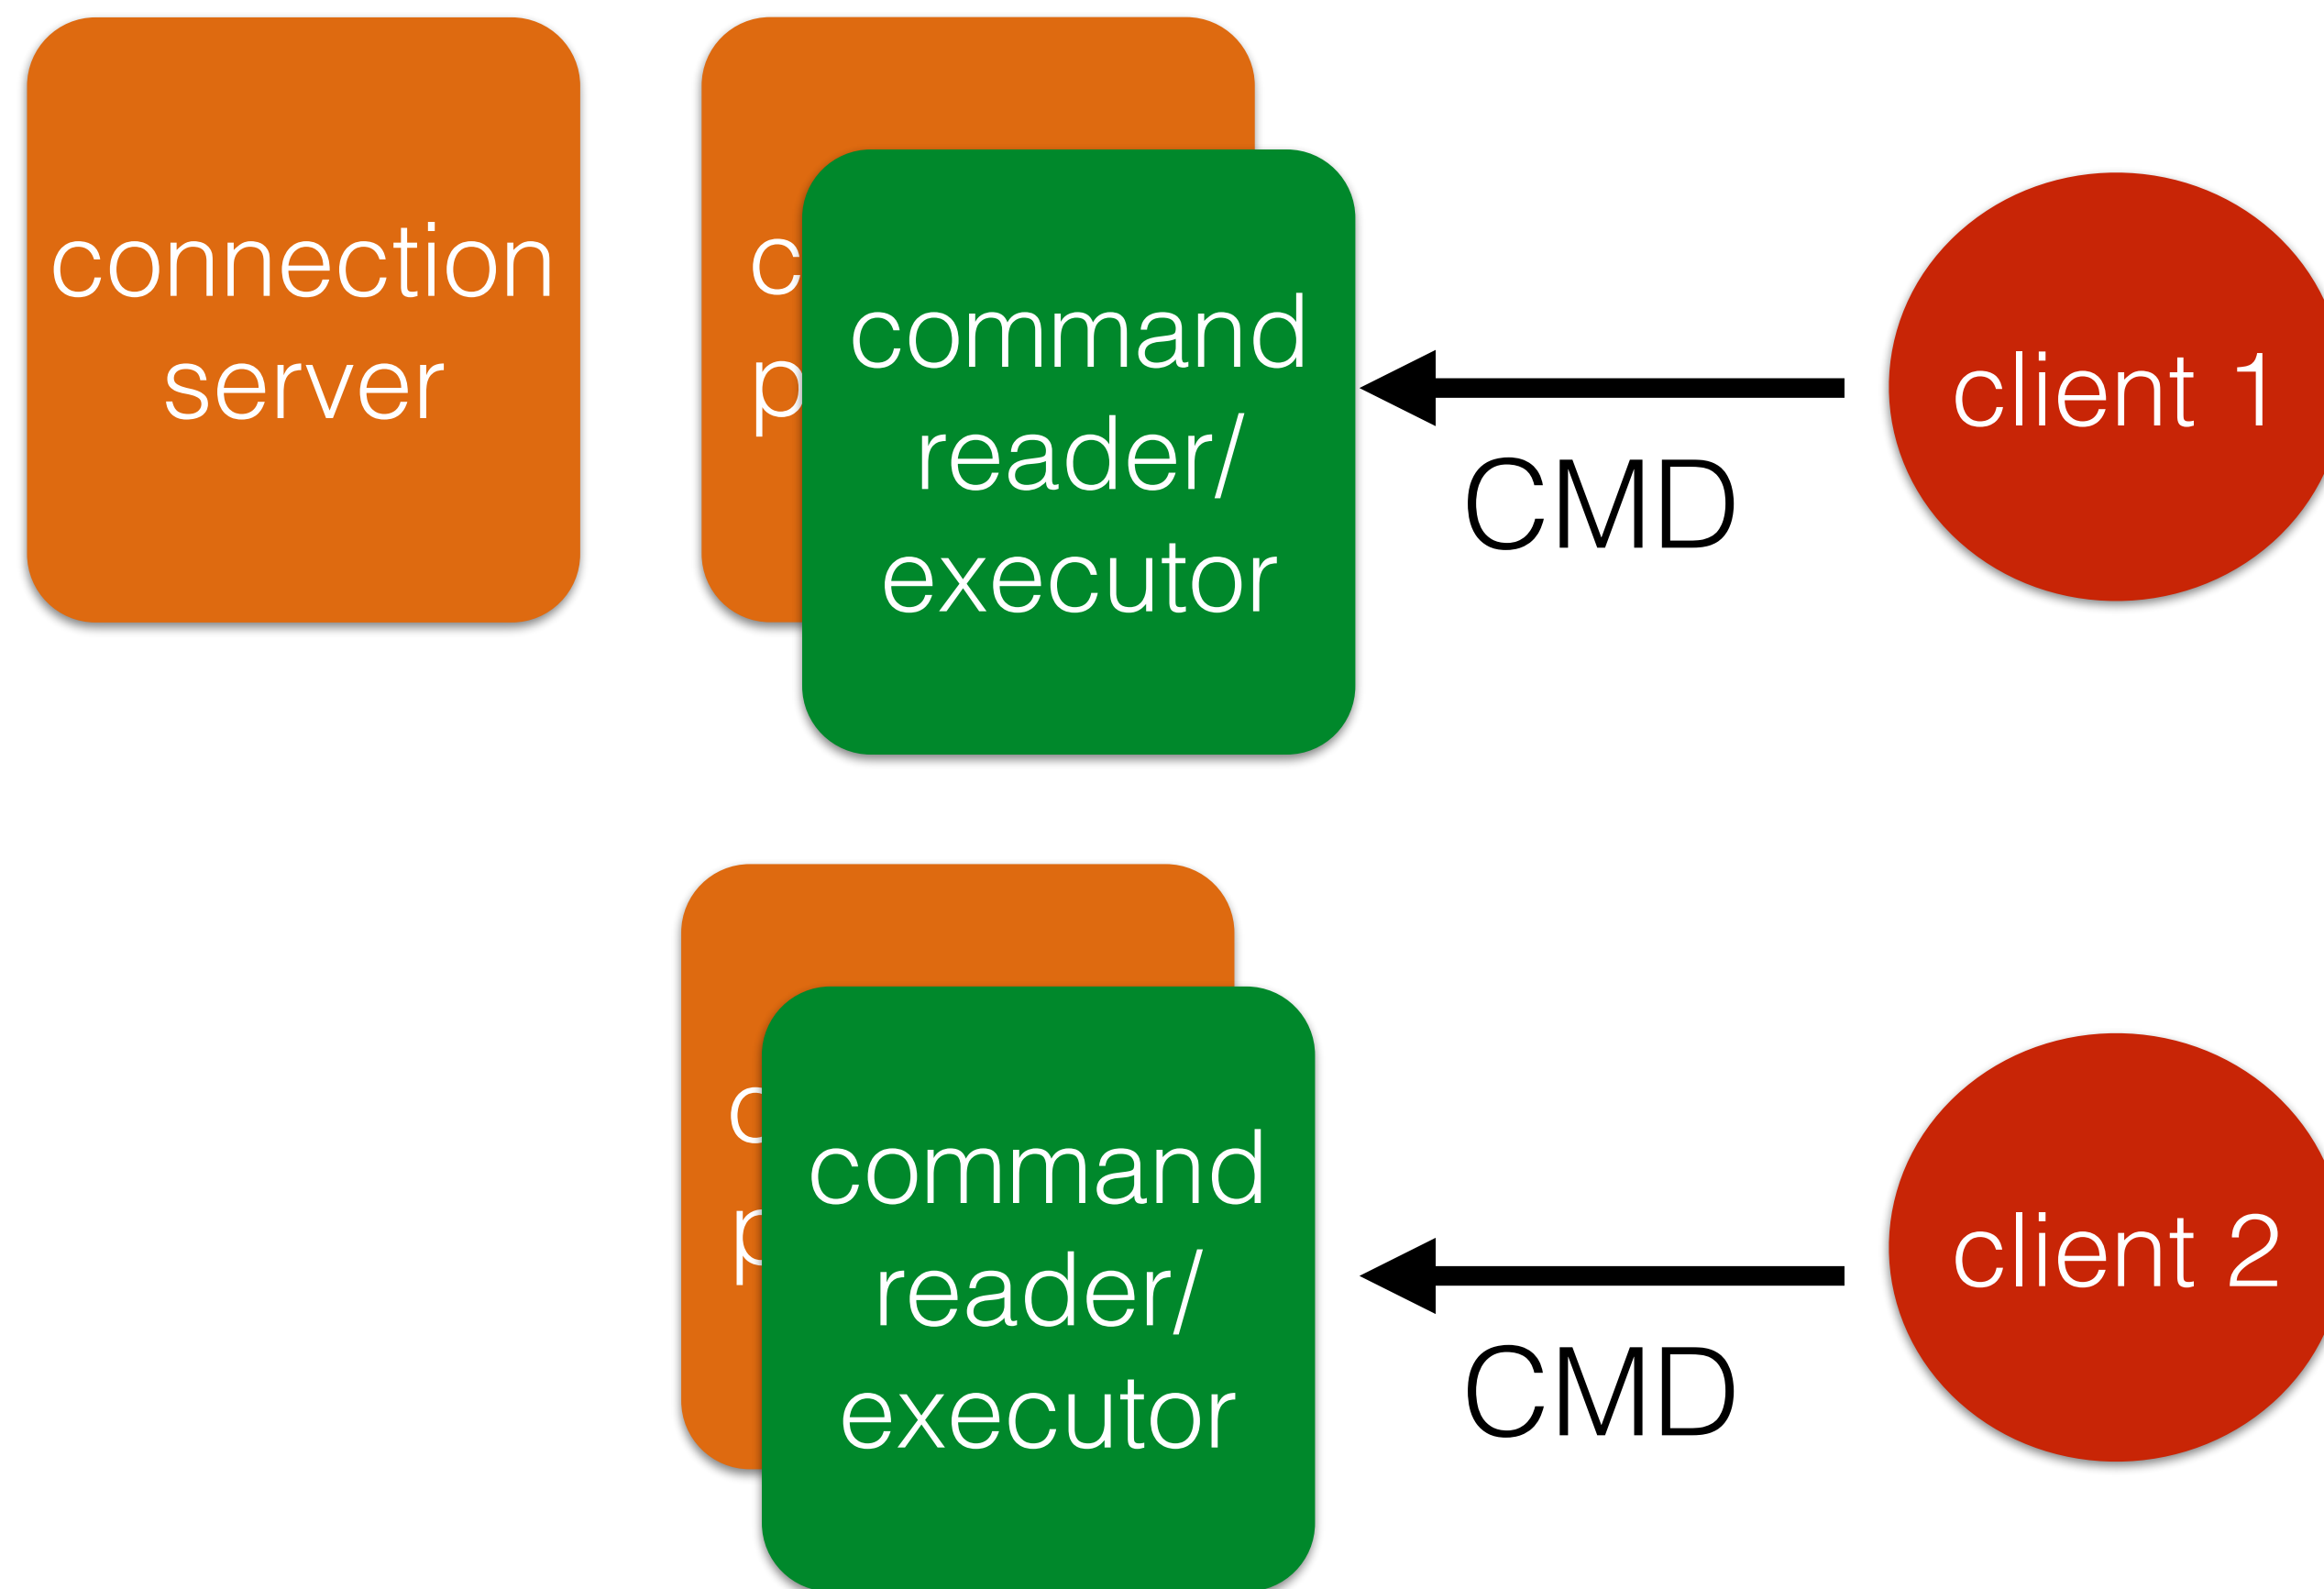 connection
server
command
reader/
executor
CMD
client 1
command
reader/
executor
CMD
client 2